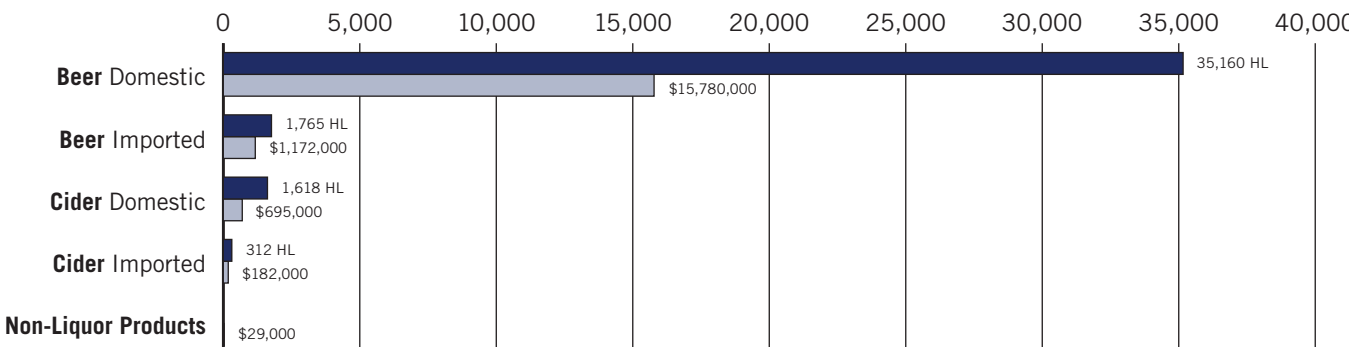 0 5,000 10,000 15,000 20,000 25,000 30,000 35,000 40,000
Beer Domestic 35,160 HL
$15,780,000
Beer Imported 1,765 HL
$1,172,000
Cider Domestic 1,618 HL
$695,000
Cider Imported 312 HL
$182,000
Non-Liquor Products $29,000